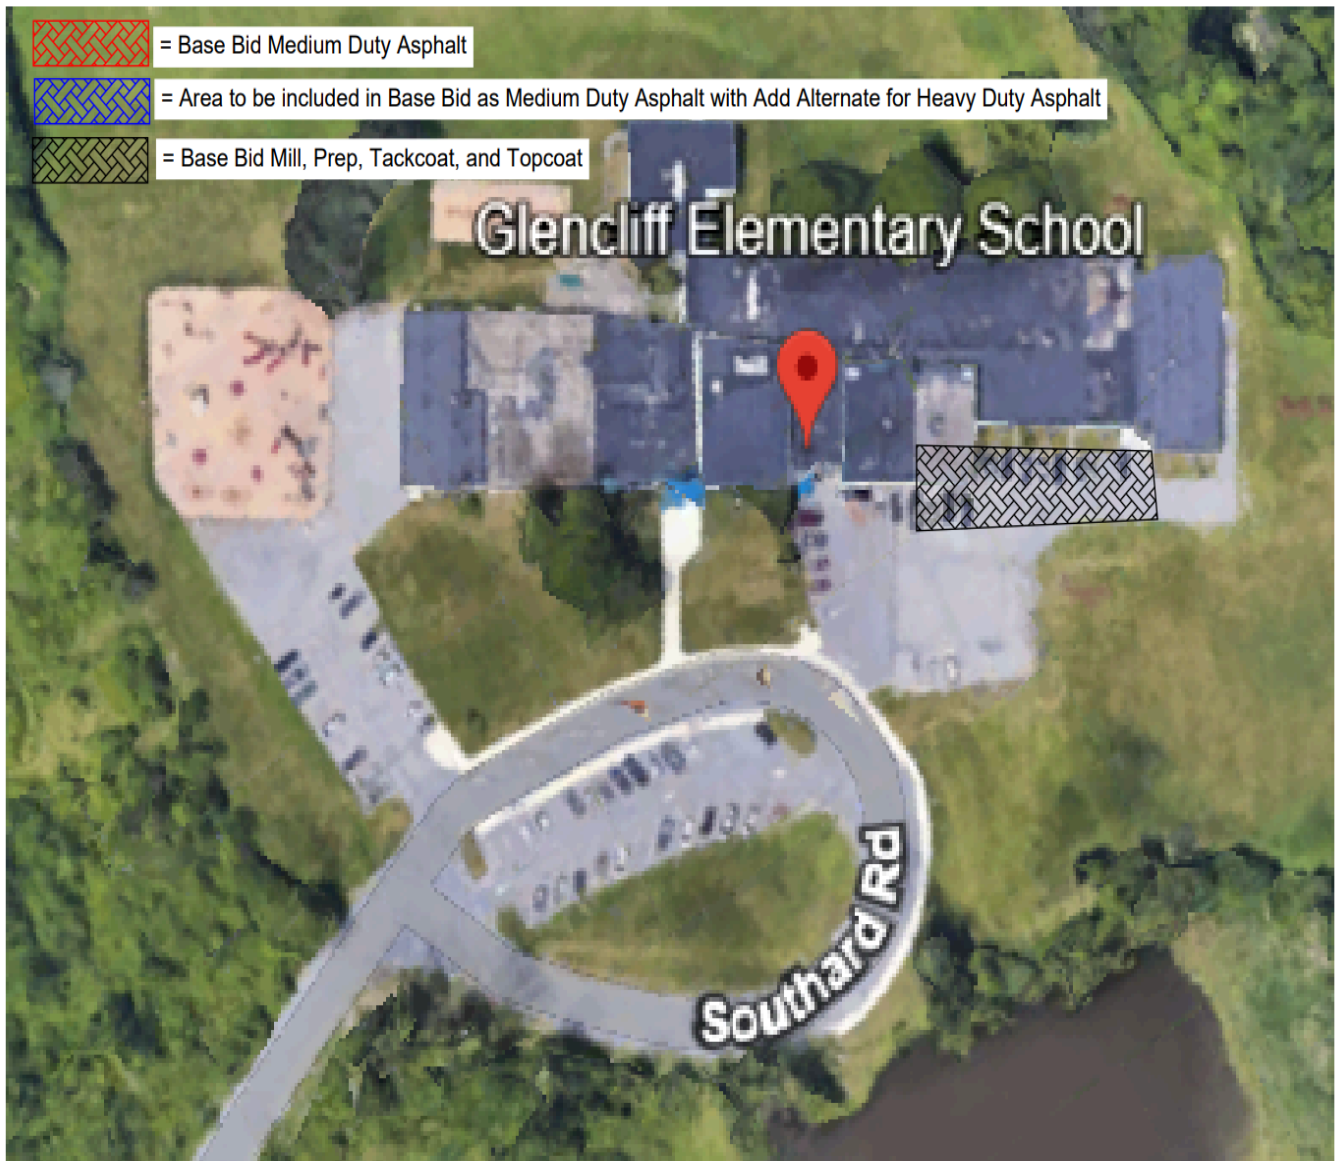 = Base Bid Medium Duty Asphalt
= Area to be included in Base Bid as Medium Duty Asphalt with Add Alternate for Heavy Duty Asphalt
= Base Bid Mill, Prep, Tackcoat, and Topcoat
Glencliff Elementary School
Southard Rd